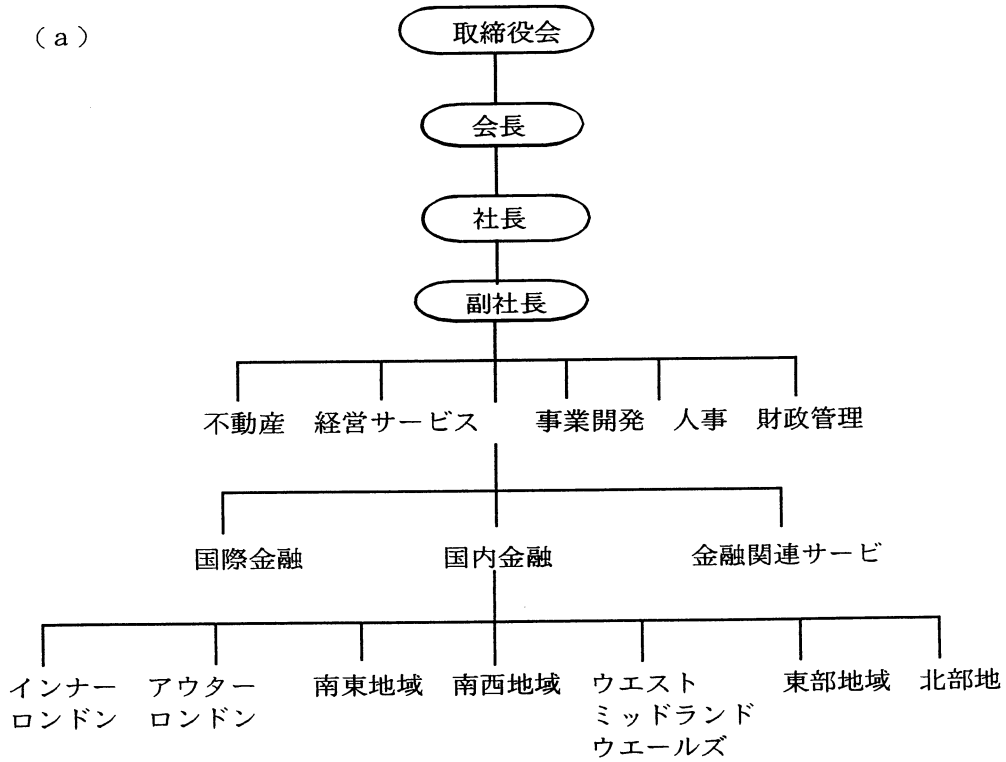 (a)
取締役会
会長
社長
副社長
不動産 経営サービス 事業開発 人事 財政管理
国際金融 国内金融 金融関連サービ
インナー アウター 南東地域 南西地域 ウエスト 東部地域 北部地
ロンドン ロンドン ミッドランド
ウエールズ